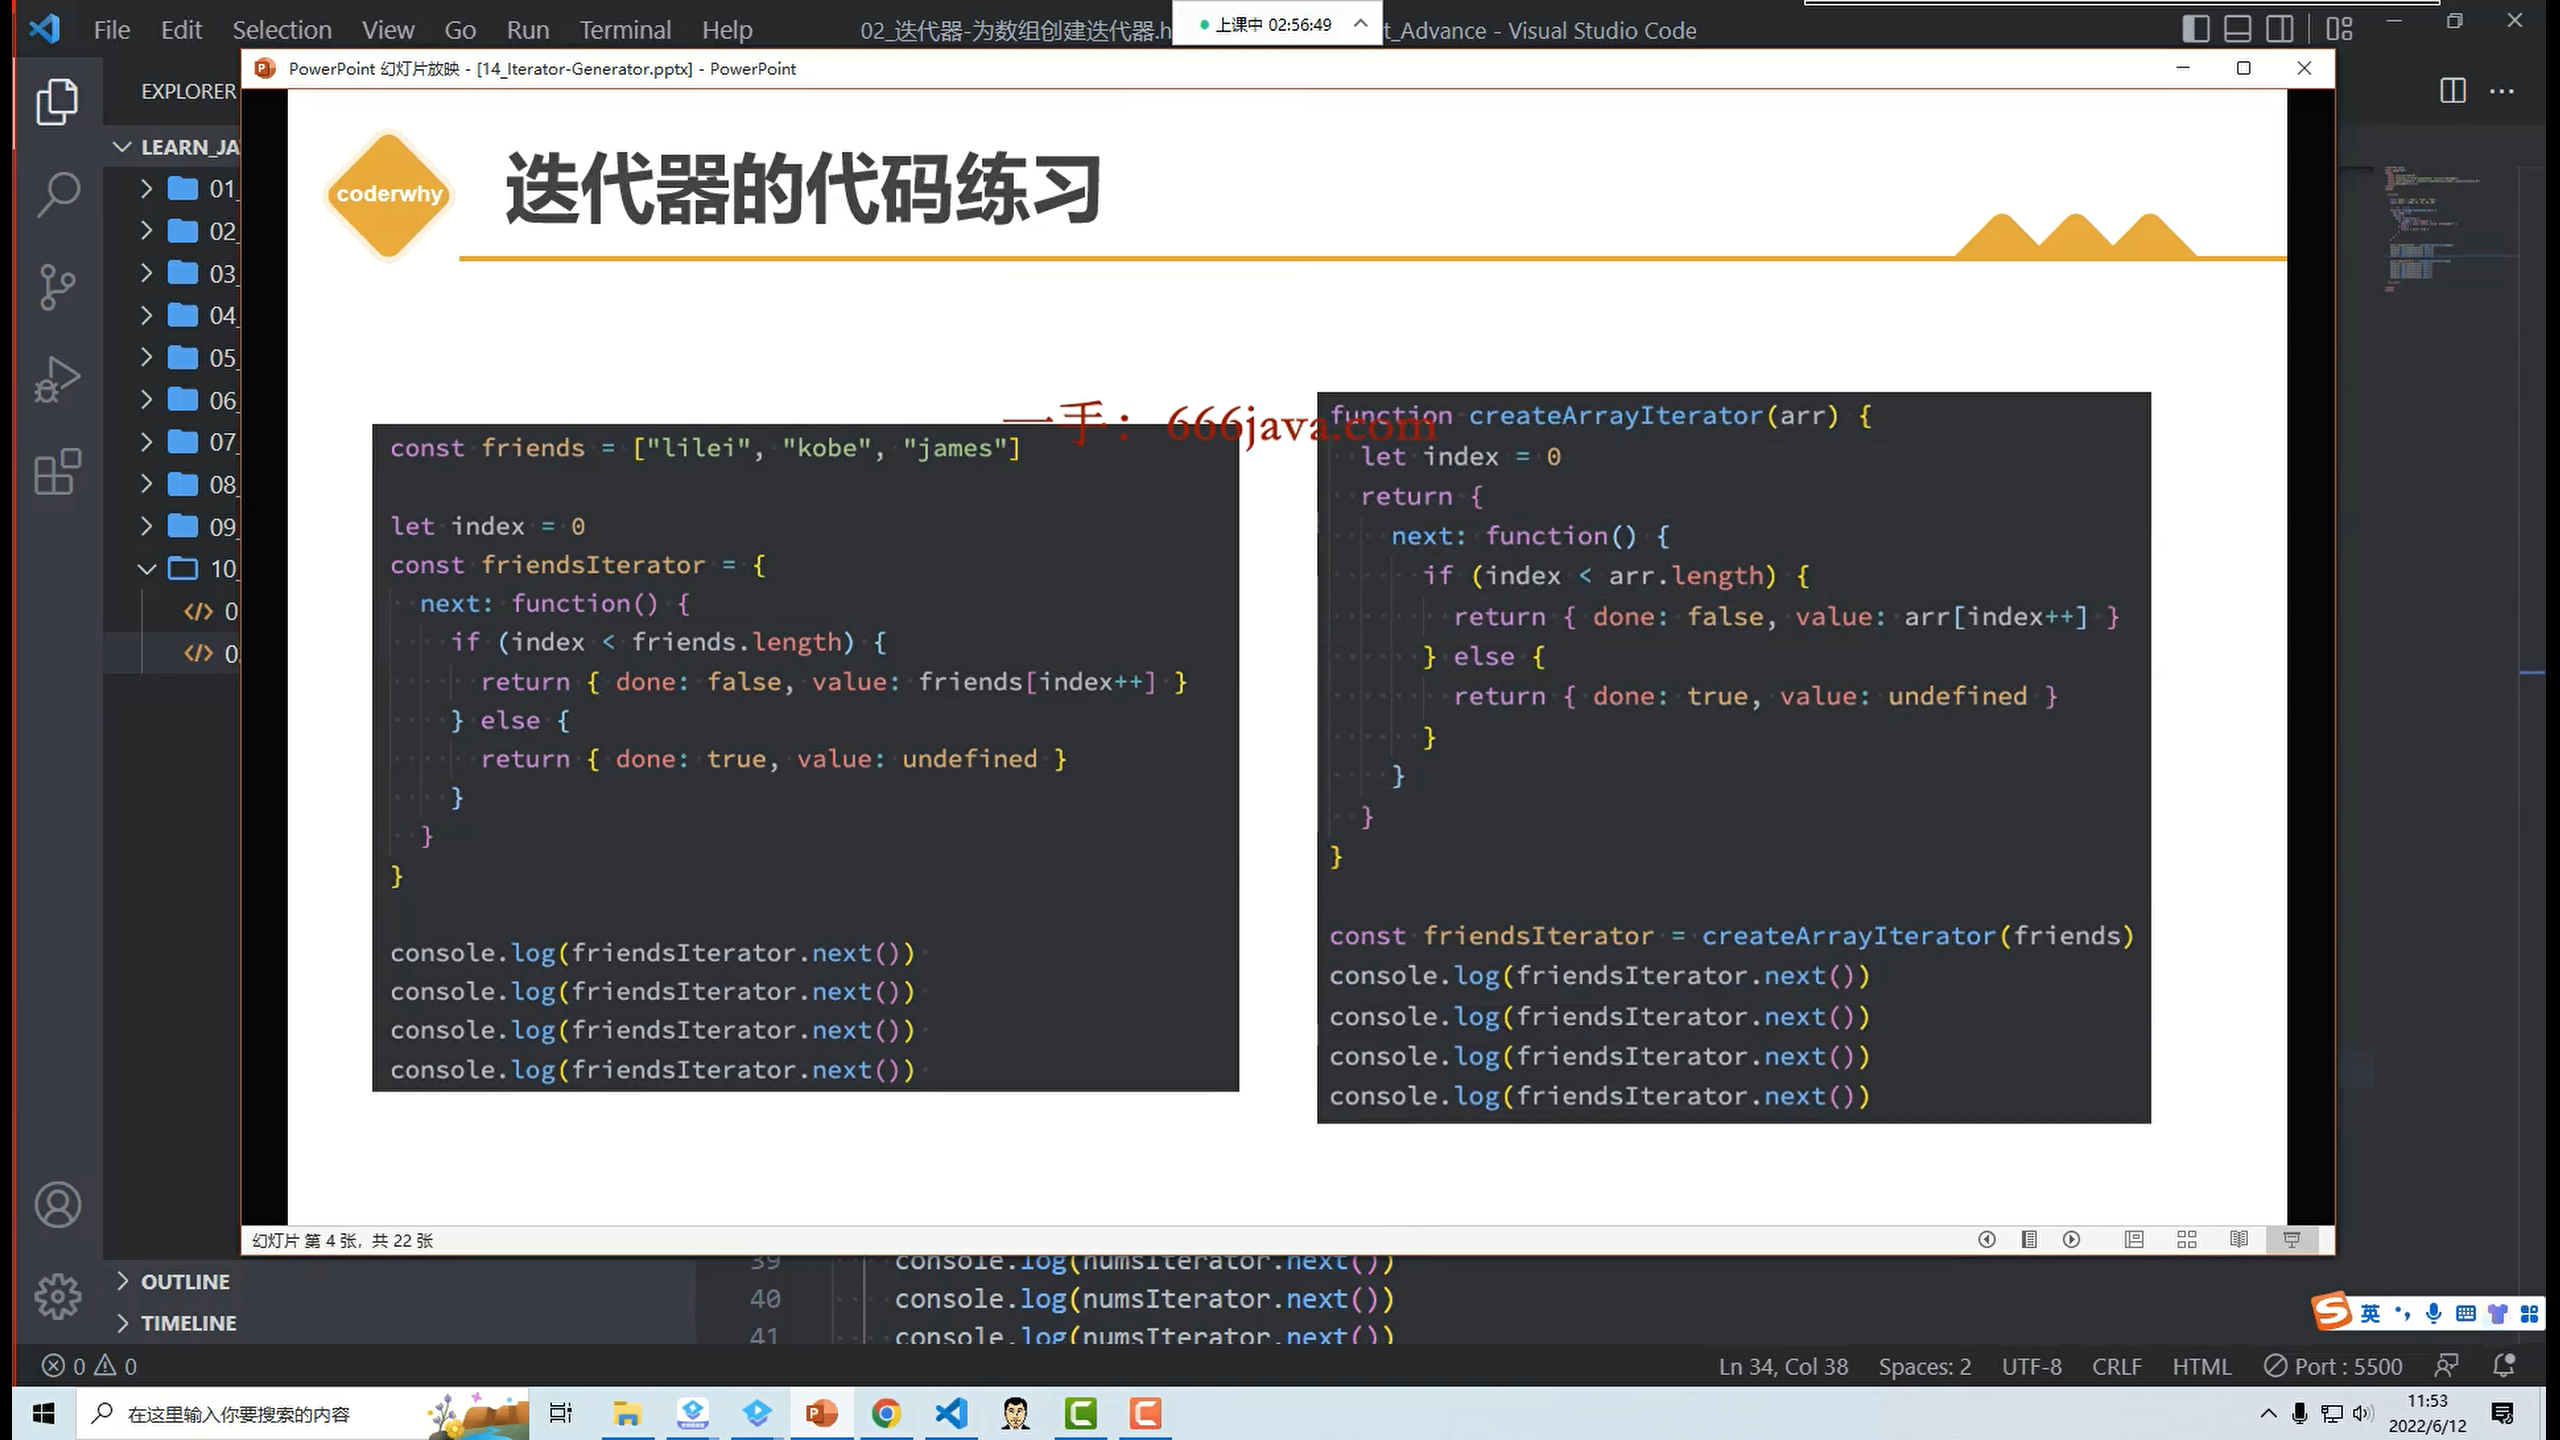 File Edit Selection View Go Run Terminal Help
02_迭代器-为数组创建迭代器.h
上课中 02:56:49
t_Advance - Visual Studio Code
PowerPoint 幻灯片放映 - [14_Iterator-Generator.pptx] - PowerPoint
EXPLORER
LEARN_JA
01_
02_
03_
04_
05_
06_
07_
08_
09_
10_
0
0
coderwhy
迭代器的代码练习
一手：666java.com
const friends = ["lilei", "kobe", "james"]
let index = 0
const friendsIterator = {
next: function() {
if (index < friends.length) {
return { done: false, value: friends[index++] }
} else {
return { done: true, value: undefined }
}
}
}
console.log(friendsIterator.next())
console.log(friendsIterator.next())
console.log(friendsIterator.next())
console.log(friendsIterator.next())
function createArrayIterator(arr) {
let index = 0
return {
next: function() {
if (index < arr.length) {
return { done: false, value: arr[index++] }
} else {
return { done: true, value: undefined }
}
}
}
}
const friendsIterator = createArrayIterator(friends)
console.log(friendsIterator.next())
console.log(friendsIterator.next())
console.log(friendsIterator.next())
console.log(friendsIterator.next())
幻灯片 第 4 张，共 22 张
39 console.log(numsIterator.next())
40 console.log(numsIterator.next())
41 console.log(numsIterator.next())
OUTLINE
TIMELINE
英
0 0
Ln 34, Col 38 Spaces: 2 UTF-8 CRLF HTML Port : 5500
在这里输入你要搜索的内容
11:53
2022/6/12